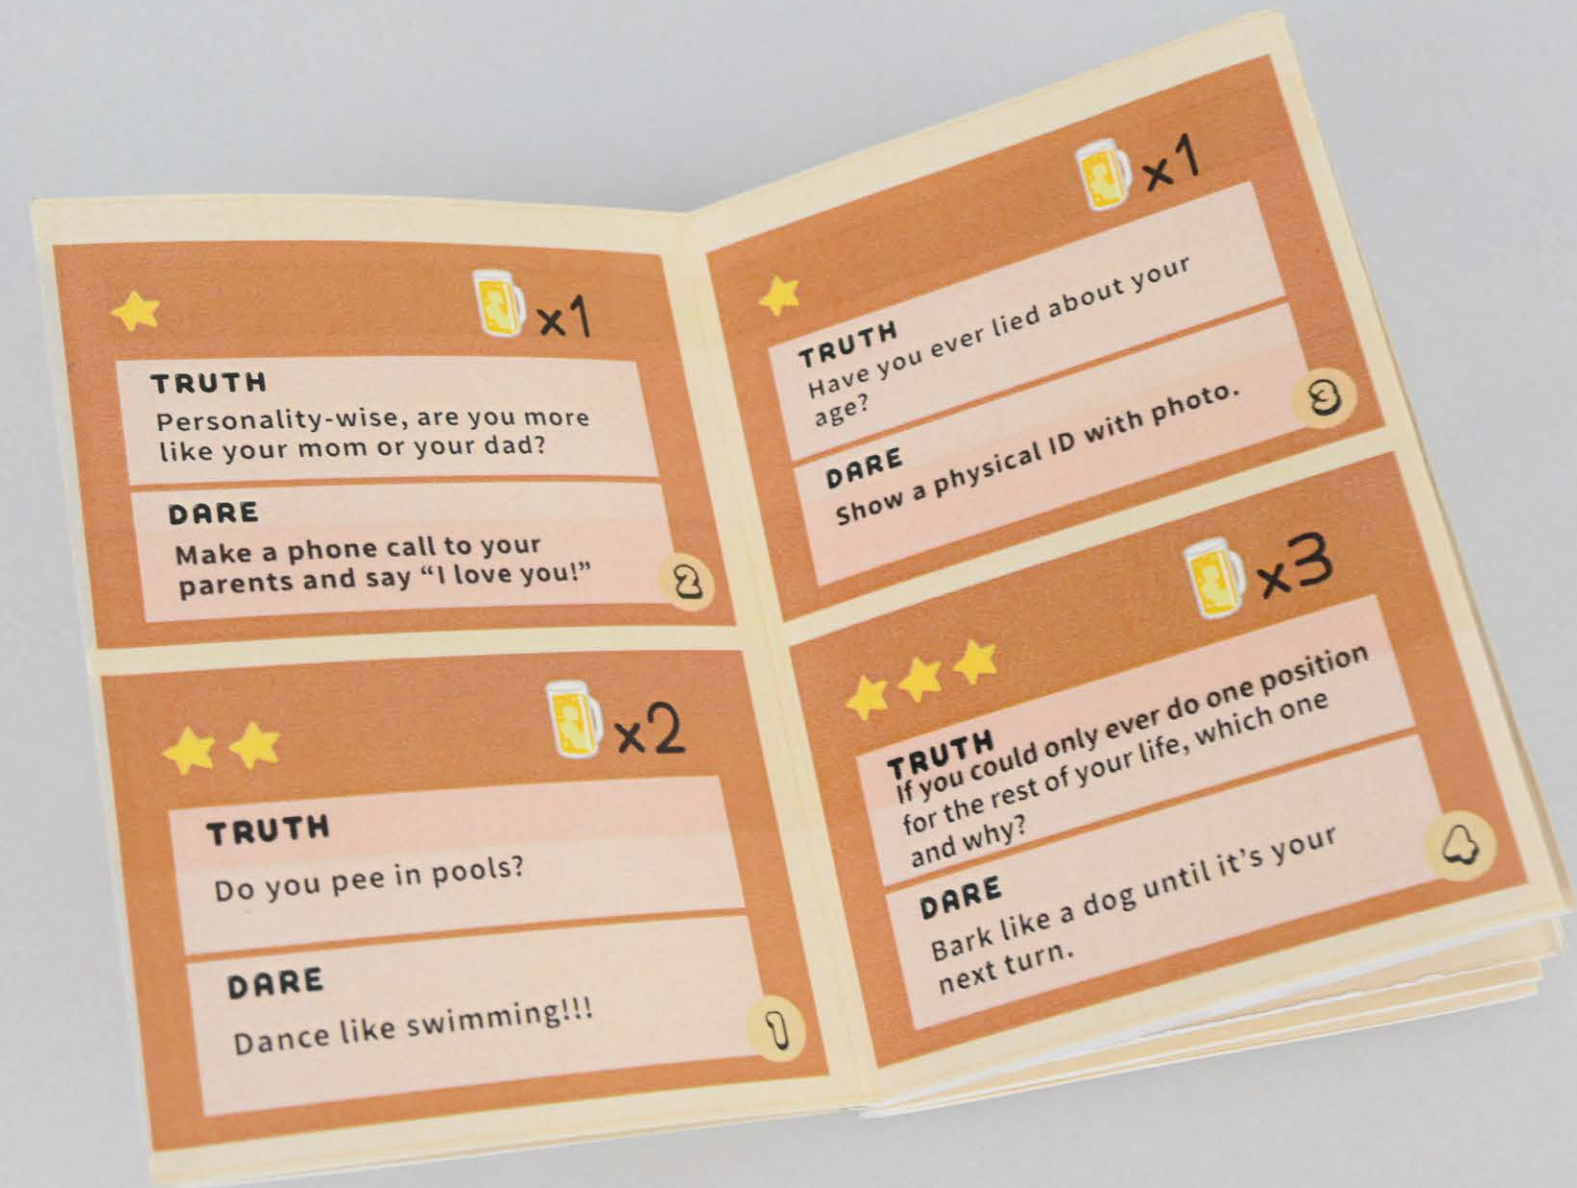 x1
TRUTH
Personality-wise, are you more
like your mom or your dad?
DARE
Make a phone call to your
parents and say “I love you!”
2
x2
TRUTH
Do you pee in pools?
DARE
Dance like swimming!!!
1
x1
TRUTH
Have you ever lied about your
age?
DARE
Show a physical ID with photo.
3
x3
TRUTH
If you could only ever do one position
for the rest of your life, which one
and why?
DARE
Bark like a dog until it’s your
next turn.
4